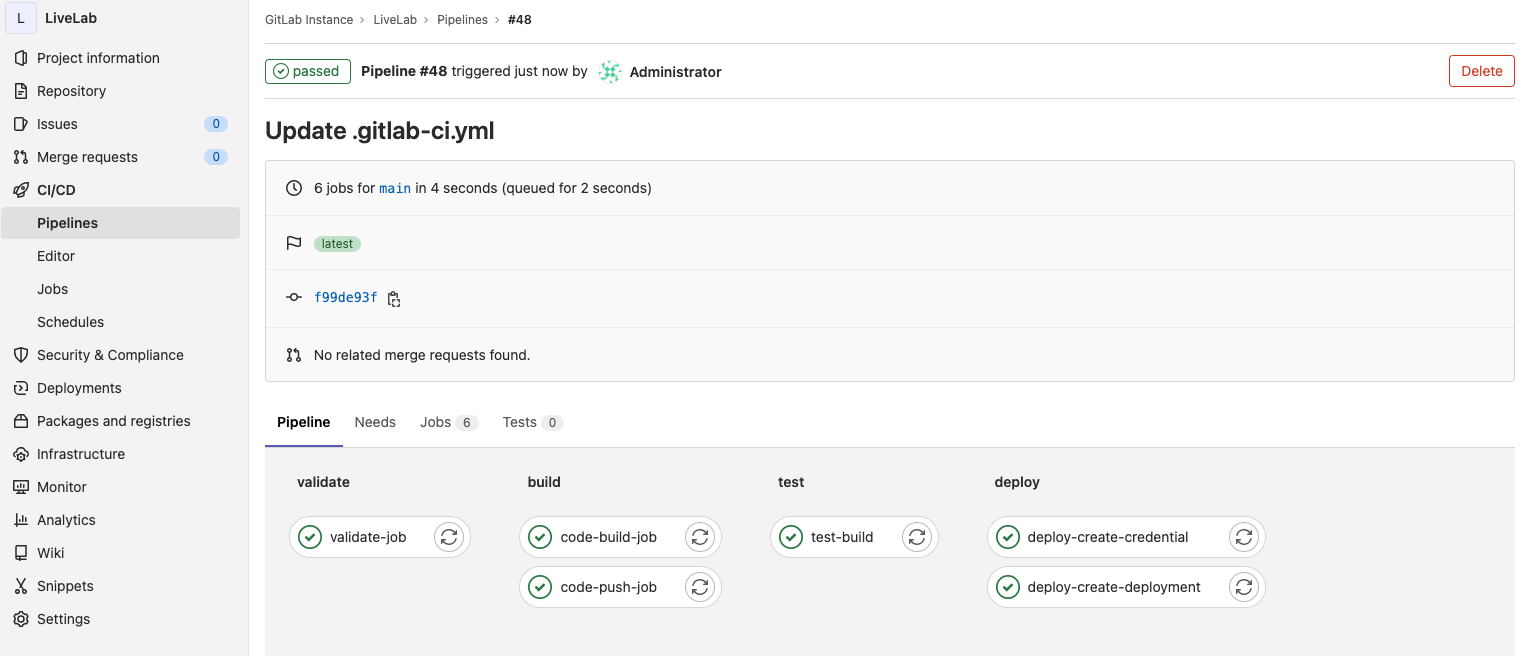 L LiveLab
Project information
Repository
Issues 0
Merge requests 0
CI/CD
Pipelines
Editor
Jobs
Schedules
Security & Compliance
Deployments
Packages and registries
Infrastructure
Monitor
Analytics
Wiki
Snippets
Settings
GitLab Instance › LiveLab › Pipelines › #48
passed Pipeline #48 triggered just now by Administrator Delete
Update .gitlab-ci.yml
6 jobs for main in 4 seconds (queued for 2 seconds)
latest
f99de93f
No related merge requests found.
Pipeline Needs Jobs 6 Tests 0
validate build test deploy
validate-job code-build-job test-build deploy-create-credential
code-push-job deploy-create-deployment